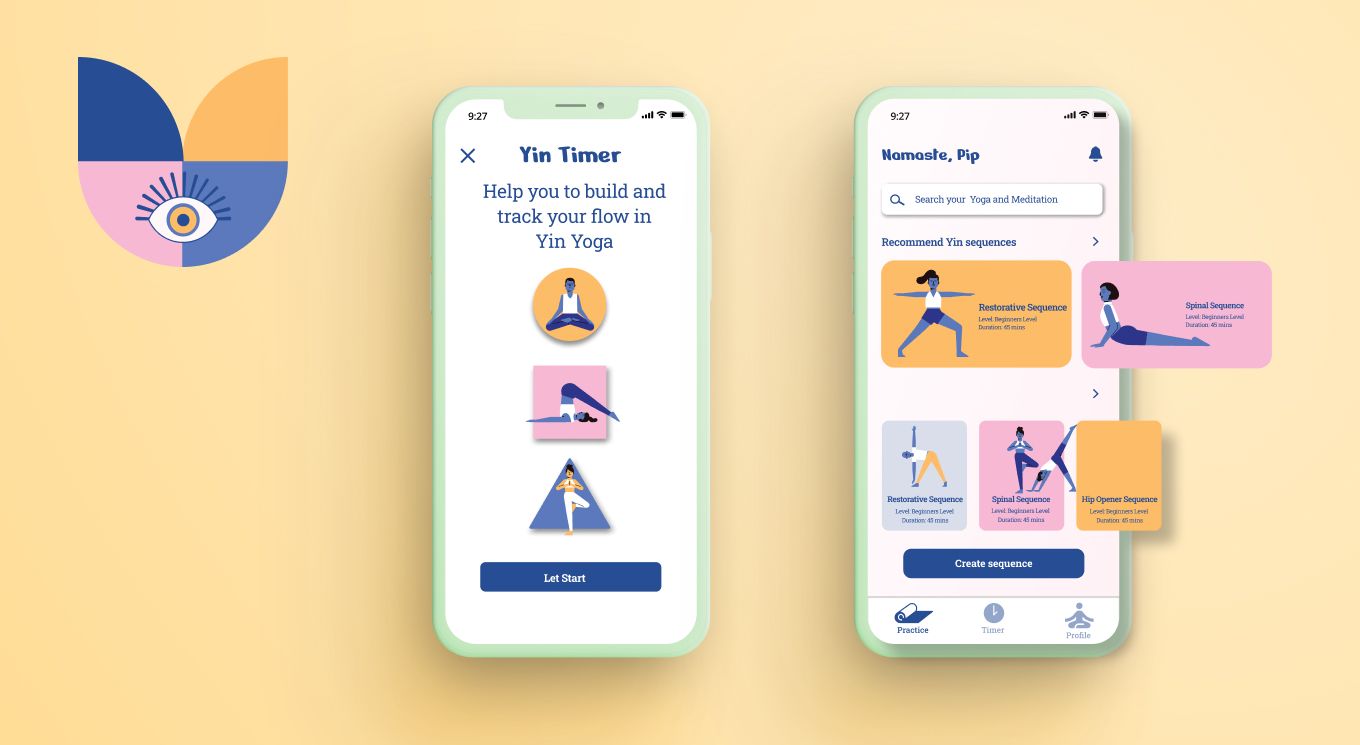 9:27
Yin Timer
Help you to build and
track your flow in
Yin Yoga
Let Start
9:27
Namaste, Pip
Search your Yoga and Meditation
Recommend Yin sequences
Restorative Sequence
Level: Beginners Level
Duration: 45 mins
Spinal Sequence
Level: Beginners Level
Duration: 45 mins
Restorative Sequence
Level: Beginners Level
Duration: 45 mins
Spinal Sequence
Level: Beginners Level
Duration: 45 mins
Hip Opener Sequence
Level: Beginners Level
Duration: 45 mins
Create sequence
Practice
Timer
Profile